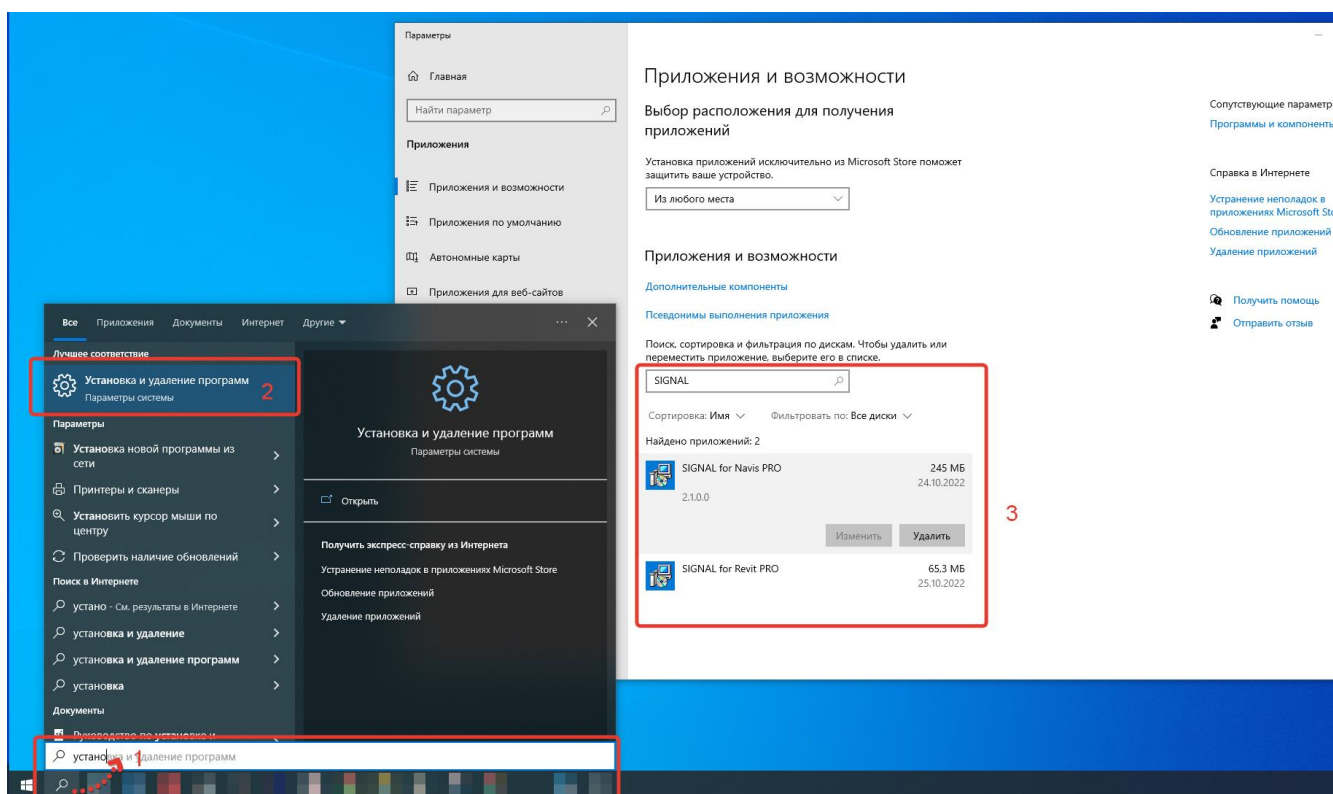 Параметры
Главная
Найти параметр
Приложения
Приложения и возможности
Приложения по умолчанию
Автономные карты
Приложения для веб-сайтов
Приложения и возможности
Выбор расположения для получения
приложений
Установка приложений исключительно из Microsoft Store поможет
защитить ваше устройство.
Из любого места
Приложения и возможности
Дополнительные компоненты
Псевдонимы выполнения приложения
Поиск, сортировка и фильтрация по дискам. Чтобы удалить или
переместить приложение, выберите его в списке.
SIGNAL
Сортировка: Имя
Фильтровать по: Все диски
Найдено приложений: 2
SIGNAL for Navis PRO
245 МБ
24.10.2022
2.1.0.0
Изменить
Удалить
SIGNAL for Revit PRO
65,3 МБ
25.10.2022
3
Сопутствующие параметр
Программы и компоненты
Справка в Интернете
Устранение неполадок в
приложениях Microsoft Sto
Обновление приложений
Удаление приложений
Получить помощь
Отправить отзыв
Все Приложения Документы Интернет Другие
Лучшее соответствие
Установка и удаление программ
Параметры системы
2
Параметры
Установка новой программы из
сети
Принтеры и сканеры
Установить курсор мыши по
центру
Проверить наличие обновлений
Поиск в Интернете
устано - См. результаты в Интернете
установка и удаление
установка и удаление программ
установка
Документы
Руководство по установке и
Установка и удаление программ
Параметры системы
Открыть
Получить экспресс-справку из Интернета
Устранение неполадок в приложениях Microsoft Store
Обновление приложений
Удаление приложений
установка и удаление программ
1